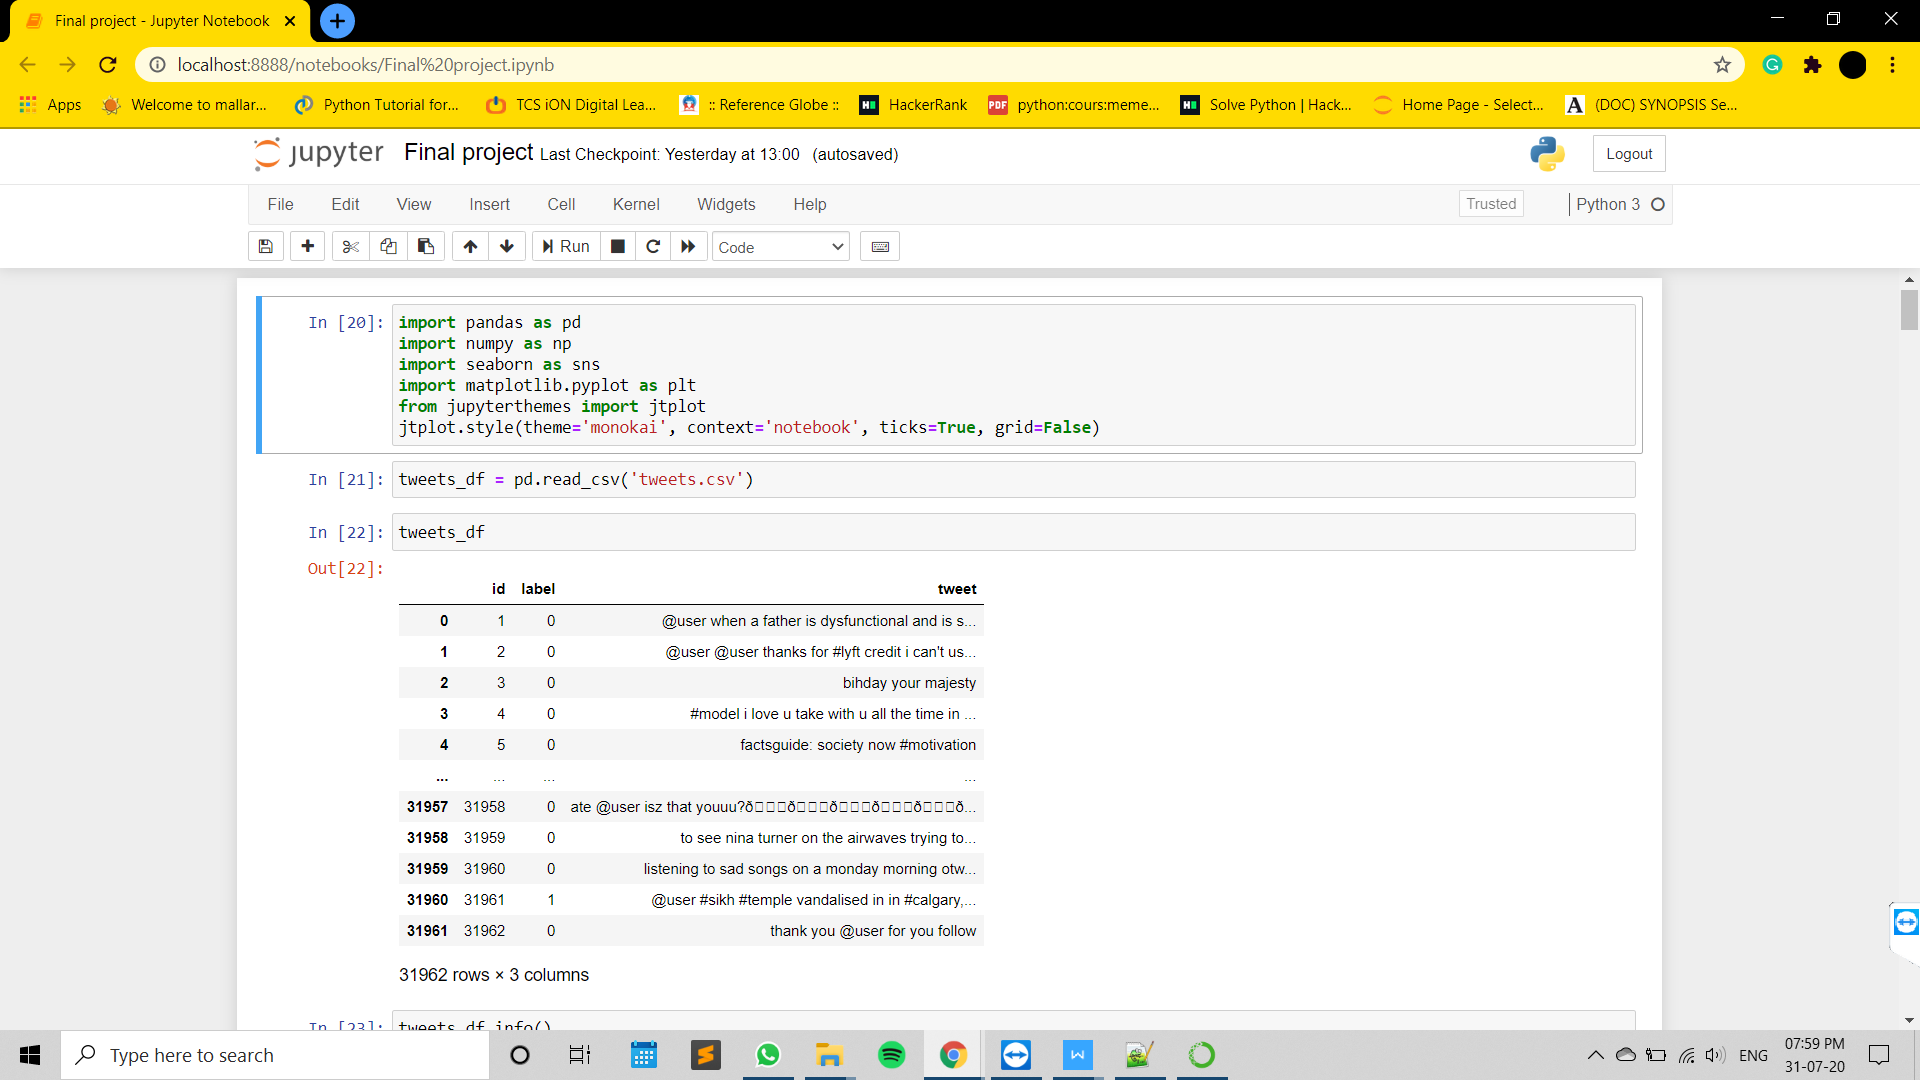 Final project - Jupyter Notebook
localhost:8888/notebooks/Final%20project.ipynb
Apps Welcome to mallar... Python Tutorial for... TCS iON Digital Lea... :: Reference Globe :: HackerRank PDF python:cours:meme... Solve Python | Hack... Home Page - Select... A (DOC) SYNOPSIS Se...
jupyter Final project Last Checkpoint: Yesterday at 13:00 (autosaved) Logout
File Edit View Insert Cell Kernel Widgets Help Trusted Python 3
Run Code
In [20]: import pandas as pd
import numpy as np
import seaborn as sns
import matplotlib.pyplot as plt
from jupyterthemes import jtplot
jtplot.style(theme='monokai', context='notebook', ticks=True, grid=False)
In [21]: tweets_df = pd.read_csv('tweets.csv')
In [22]: tweets_df
Out[22]:
id label tweet
0 1 0 @user when a father is dysfunctional and is s...
1 2 0 @user @user thanks for #lyft credit i can't us...
2 3 0 bihday your majesty
3 4 0 #model i love u take with u all the time in ...
4 5 0 factsguide: society now #motivation
... ... ... ...
31957 31958 0 ate @user isz that youuu?ð▯▯▯ð▯▯▯ð▯▯▯ð▯▯▯ð▯▯▯ð...
31958 31959 0 to see nina turner on the airwaves trying to...
31959 31960 0 listening to sad songs on a monday morning otw...
31960 31961 1 @user #sikh #temple vandalised in in #calgary,...
31961 31962 0 thank you @user for you follow
31962 rows × 3 columns
In [23]: tweets_df.info()
Type here to search ENG 07:59 PM
31-07-20